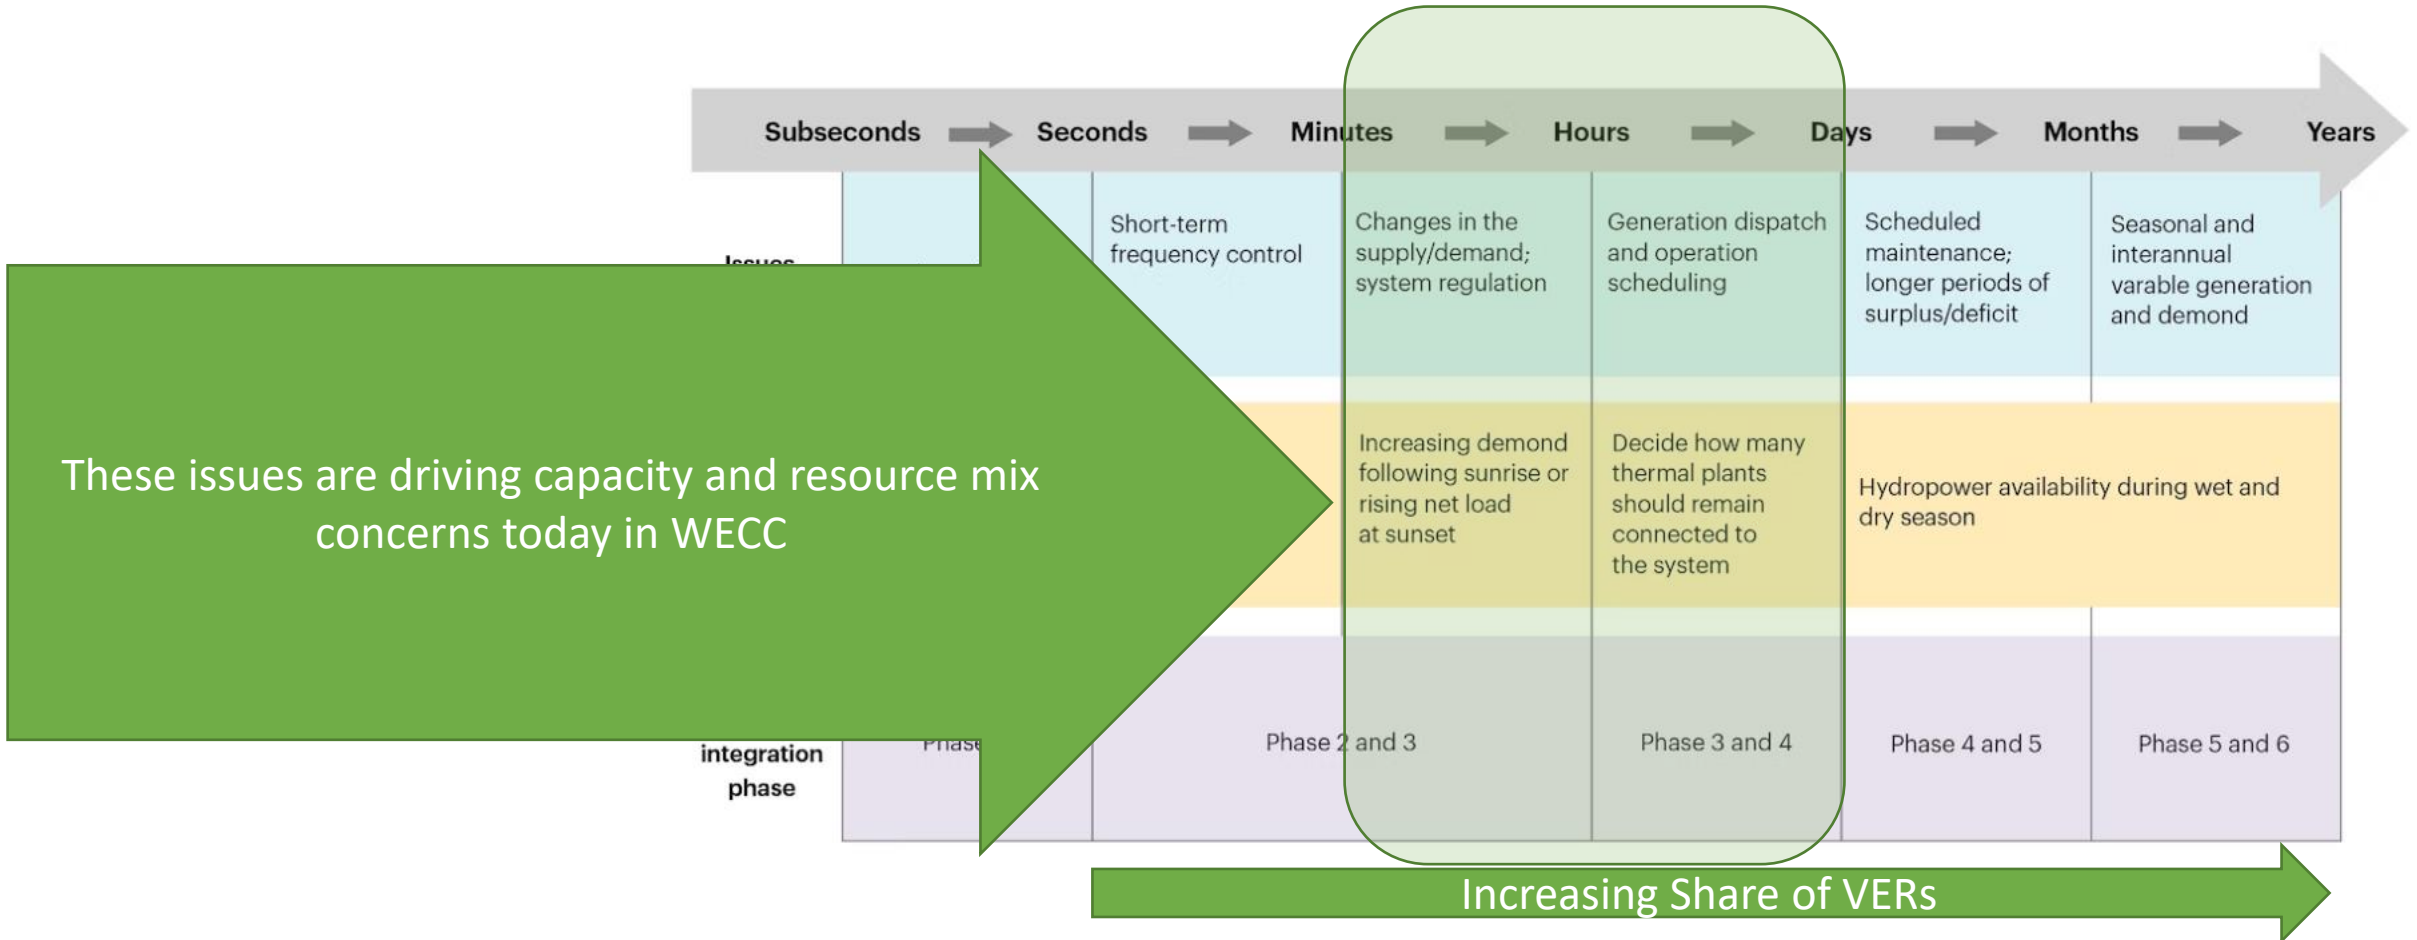 Subseconds Seconds Minutes Hours Days Months Years
Issues
Short-term
frequency control
Changes in the
supply/demand;
system regulation
Generation dispatch
and operation
scheduling
Scheduled
maintenance;
longer periods of
surplus/deficit
Seasonal and
interannual
varable generation
and demond
These issues are driving capacity and resource mix
concerns today in WECC
Increasing demond
following sunrise or
rising net load
at sunset
Decide how many
thermal plants
should remain
connected to
the system
Hydropower availability during wet and
dry season
integration
phase
Phase
Phase 2 and 3
Phase 3 and 4
Phase 4 and 5
Phase 5 and 6
Increasing Share of VERs